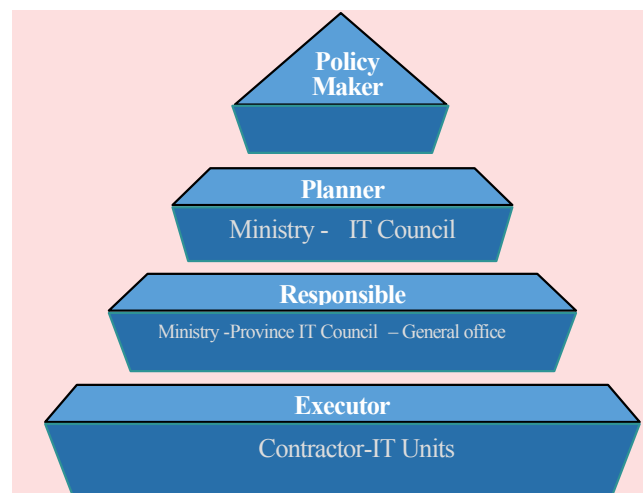 Policy
Maker
Planner
Ministry - IT Council
Responsible
Ministry -Province IT Council – General office
Executor
Contractor-IT Units